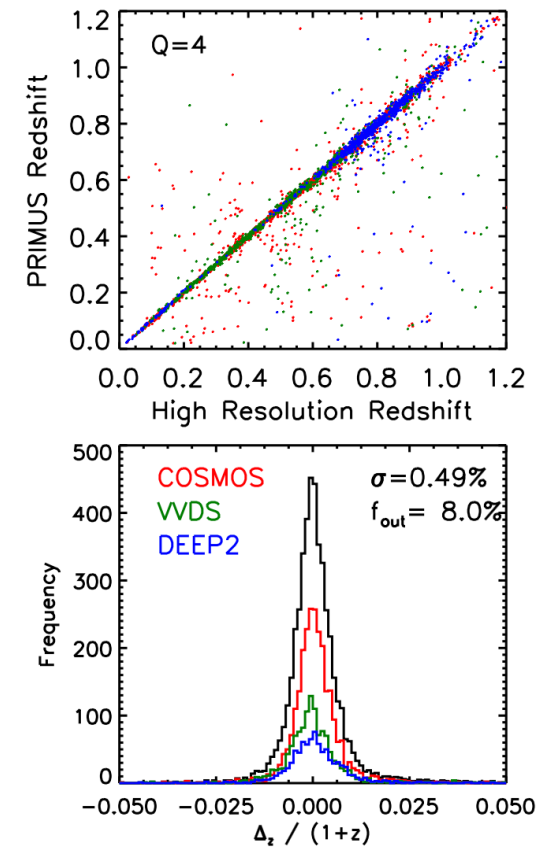 Q=4
1.2
1.0
0.8
0.6
0.4
0.2
0.0
PRIMUS Redshift
0.0 0.2 0.4 0.6 0.8 1.0 1.2
High Resolution Redshift
500
400
300
200
100
0
Frequency
COSMOS
VVDS
DEEP2
σ=0.49%
f_out= 8.0%
-0.050 -0.025 0.000 0.025 0.050
Δ_z / (1+z)